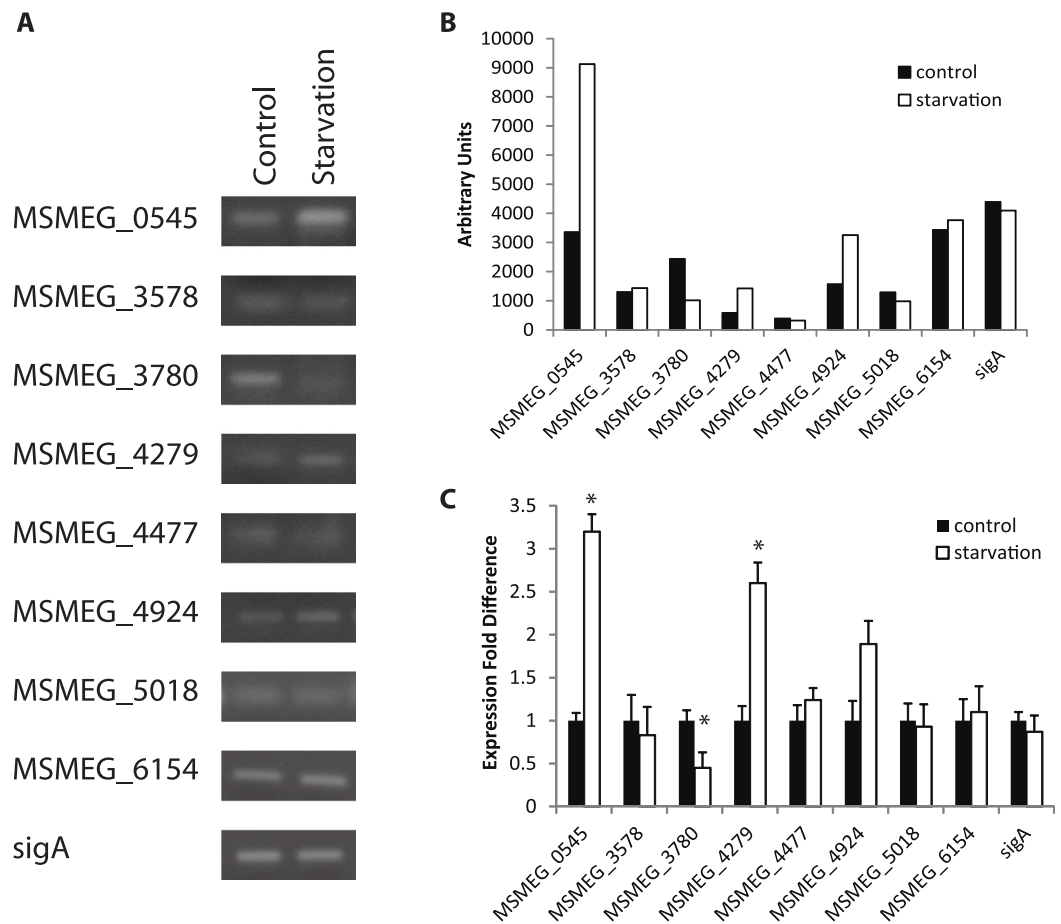 A
Control
Starvation
MSMEG_0545
MSMEG_3578
MSMEG_3780
MSMEG_4279
MSMEG_4477
MSMEG_4924
MSMEG_5018
MSMEG_6154
sigA
B
Arbitrary Units
10000
9000
8000
7000
6000
5000
4000
3000
2000
1000
0
control
starvation
MSMEG_0545
MSMEG_3578
MSMEG_3780
MSMEG_4279
MSMEG_4477
MSMEG_4924
MSMEG_5018
MSMEG_6154
sigA
C
Expression Fold Difference
3.5
3
2.5
2
1.5
1
0.5
0
*
*
*
control
starvation
MSMEG_0545
MSMEG_3578
MSMEG_3780
MSMEG_4279
MSMEG_4477
MSMEG_4924
MSMEG_5018
MSMEG_6154
sigA